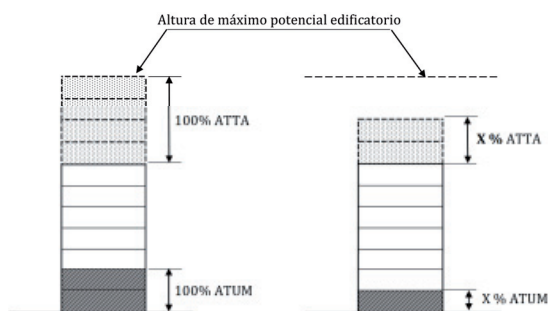 Altura de máximo potencial edificatorio
100% ATTA
X % ATTA
100% ATUM
X % ATUM